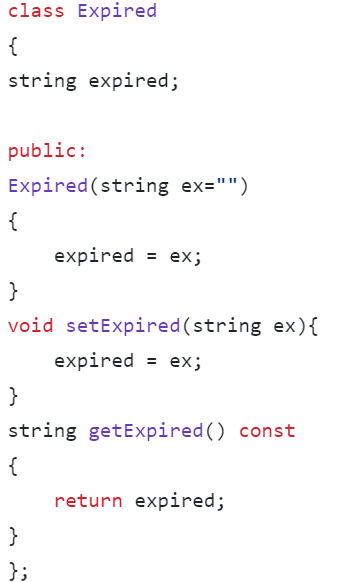 class Expired
{
string expired;

public:
Expired(string ex="")
{
    expired = ex;
}
void setExpired(string ex){
    expired = ex;
}
string getExpired() const
{
    return expired;
}
};